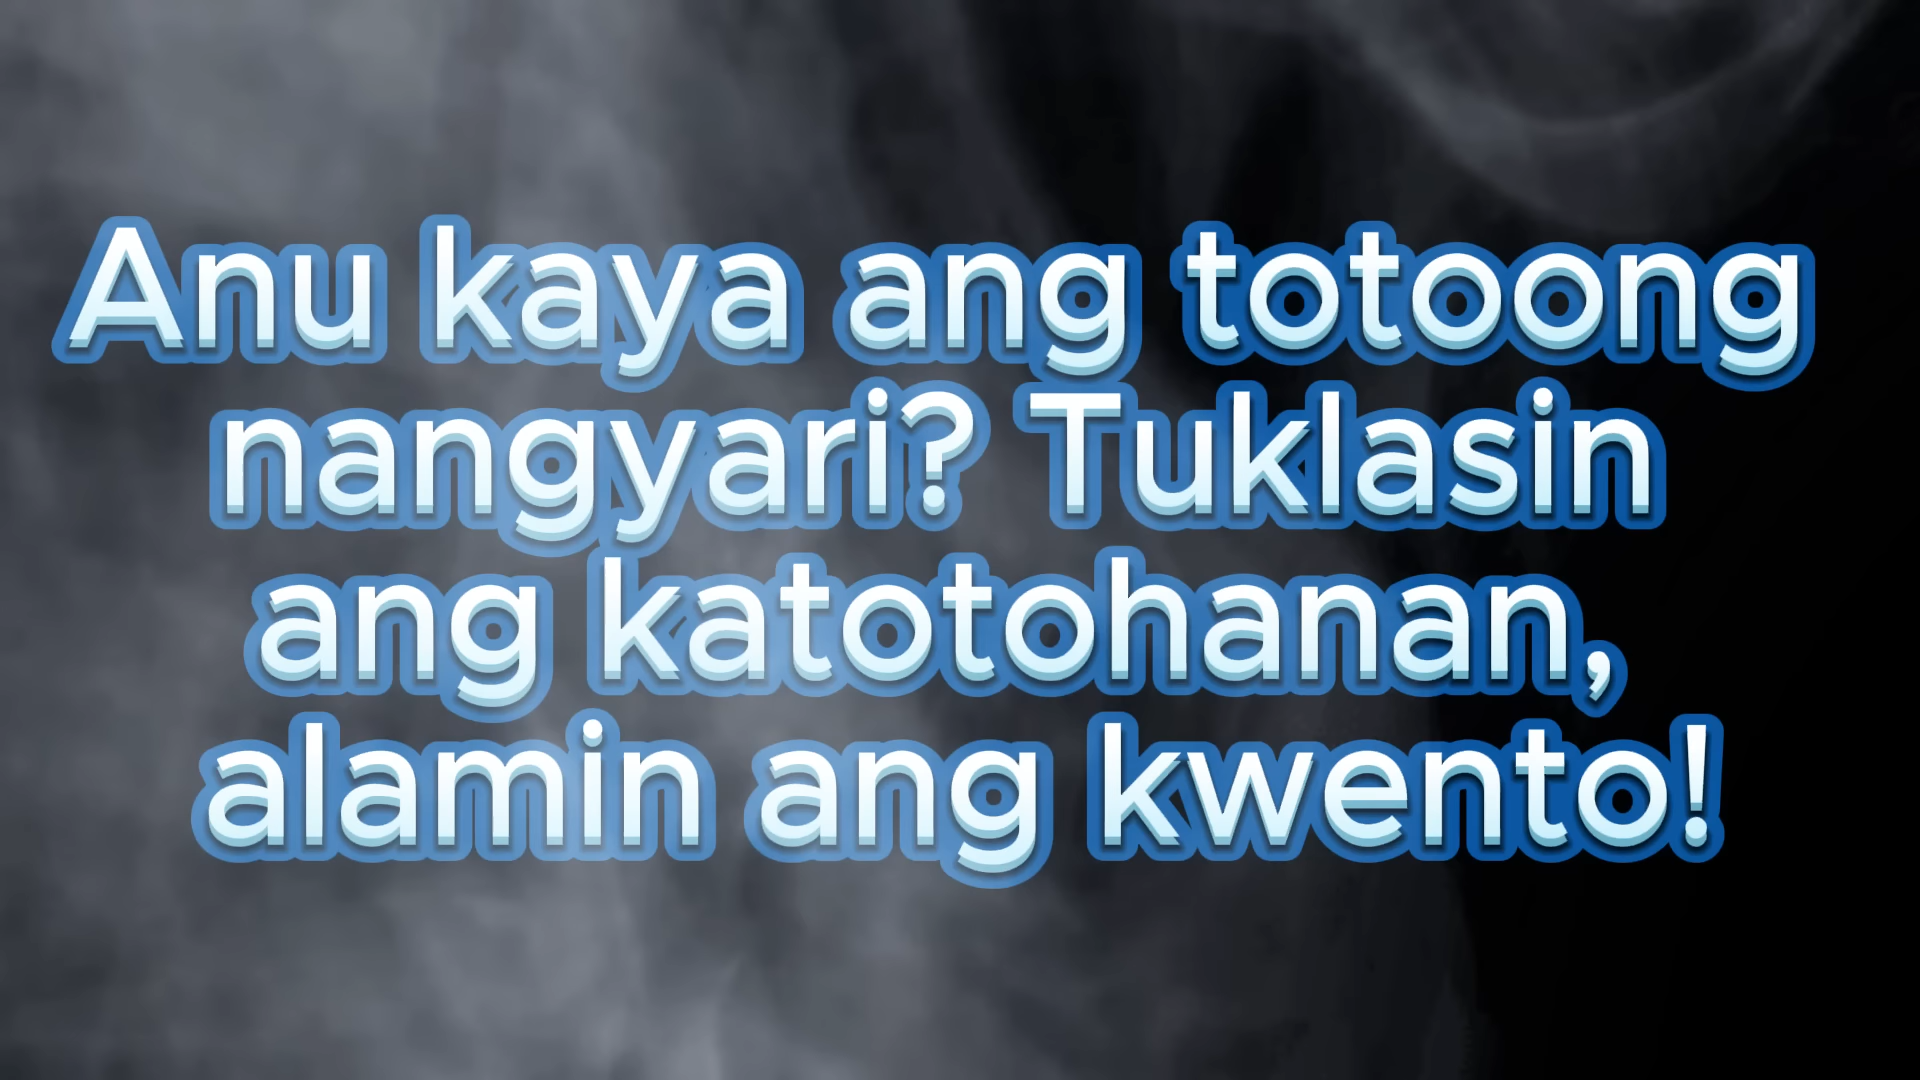 Anu kaya ang totoong
nangyari? Tuklasin
ang katotohanan,
alamin ang kwento!